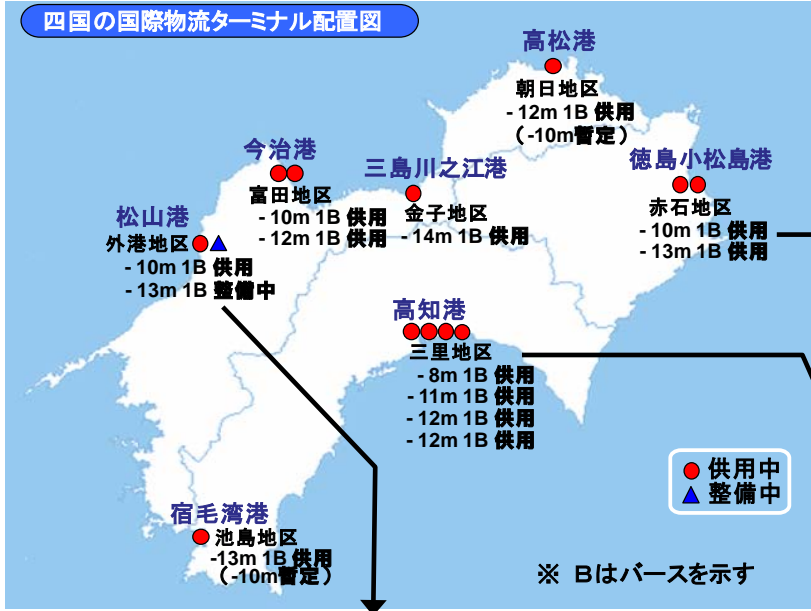 四国の国際物流ターミナル配置図
高松港
朝日地区
- 12m 1B 供用
（-10m暫定）
今治港
富田地区
- 10m 1B 供用
- 12m 1B 供用
三島川之江港
金子地区
- 14m 1B 供用
徳島小松島港
赤石地区
- 10m 1B 供用
- 13m 1B 供用
松山港
外港地区
- 10m 1B 供用
- 13m 1B 整備中
高知港
三里地区
- 8m 1B 供用
- 11m 1B 供用
- 12m 1B 供用
- 12m 1B 供用
宿毛湾港
池島地区
-13m 1B 供用
（-10m暫定）
供用中
整備中
※ Bはバースを示す